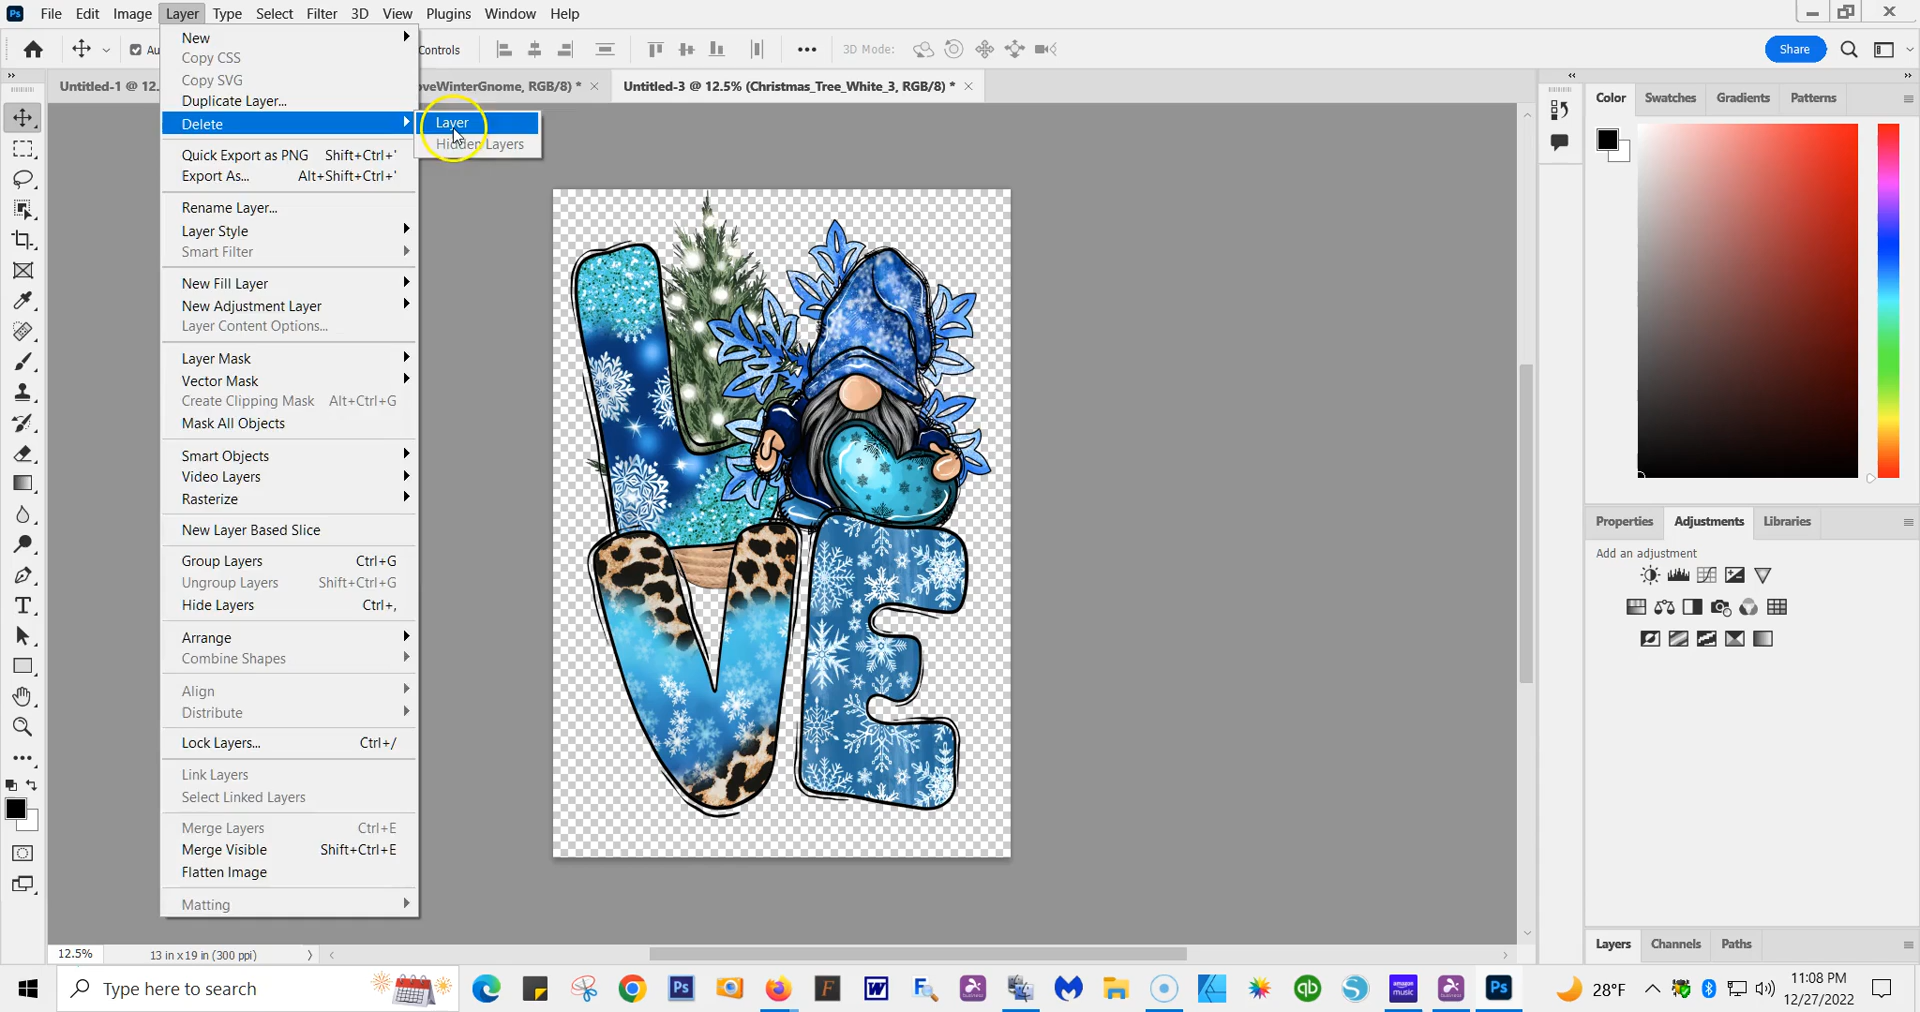 Ps File Edit Image Layer Type Select Filter 3D View Plugins Window Help
Au Controls 3D Mode: Share
Untitled-1 @ 12. oveWinterGnome, RGB/8) * × Untitled-3 @ 12.5% (Christmas_Tree_White_3, RGB/8) * ×
New
Copy CSS
Copy SVG
Duplicate Layer...
Delete
Layer
Hidden Layers
Quick Export as PNG Shift+Ctrl+'
Export As... Alt+Shift+Ctrl+'
Rename Layer...
Layer Style
Smart Filter
New Fill Layer
New Adjustment Layer
Layer Content Options...
Layer Mask
Vector Mask
Create Clipping Mask Alt+Ctrl+G
Mask All Objects
Smart Objects
Video Layers
Rasterize
New Layer Based Slice
Group Layers Ctrl+G
Ungroup Layers Shift+Ctrl+G
Hide Layers Ctrl+,
Arrange
Combine Shapes
Align
Distribute
Lock Layers... Ctrl+/
Link Layers
Select Linked Layers
Merge Layers Ctrl+E
Merge Visible Shift+Ctrl+E
Flatten Image
Matting
L VE
Color Swatches Gradients Patterns
Properties Adjustments Libraries
Add an adjustment
Layers Channels Paths
12.5% 13 in x 19 in (300 ppi)
Type here to search
28°F
11:08 PM
12/27/2022